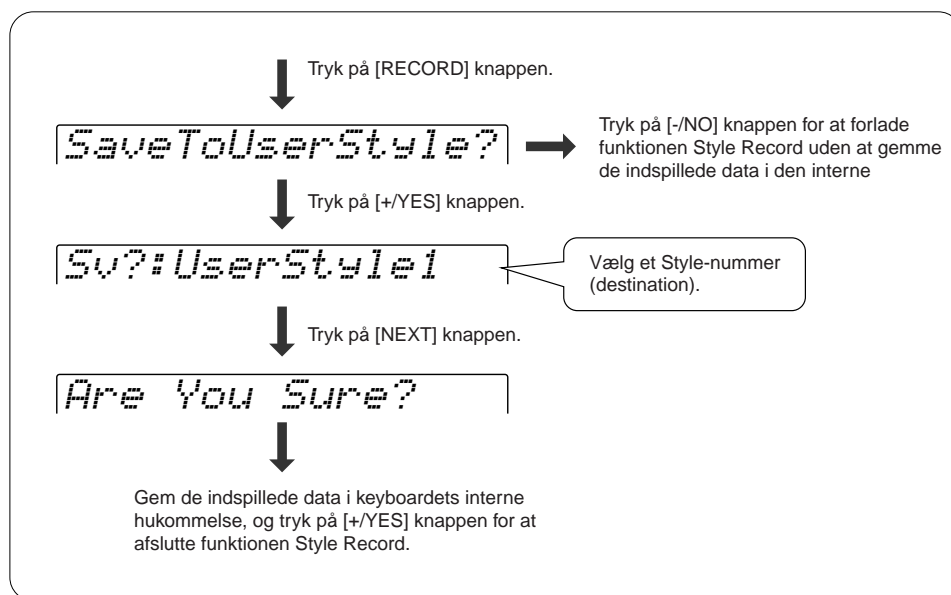 Tryk på [RECORD] knappen.
SaveToUserStyle?
Tryk på [-/NO] knappen for at forlade
funktionen Style Record uden at gemme
de indspillede data i den interne
Tryk på [+/YES] knappen.
Sv?:UserStyle1
Vælg et Style-nummer
(destination).
Tryk på [NEXT] knappen.
Are You Sure?
Gem de indspillede data i keyboardets interne
hukommelse, og tryk på [+/YES] knappen for at
afslutte funktionen Style Record.